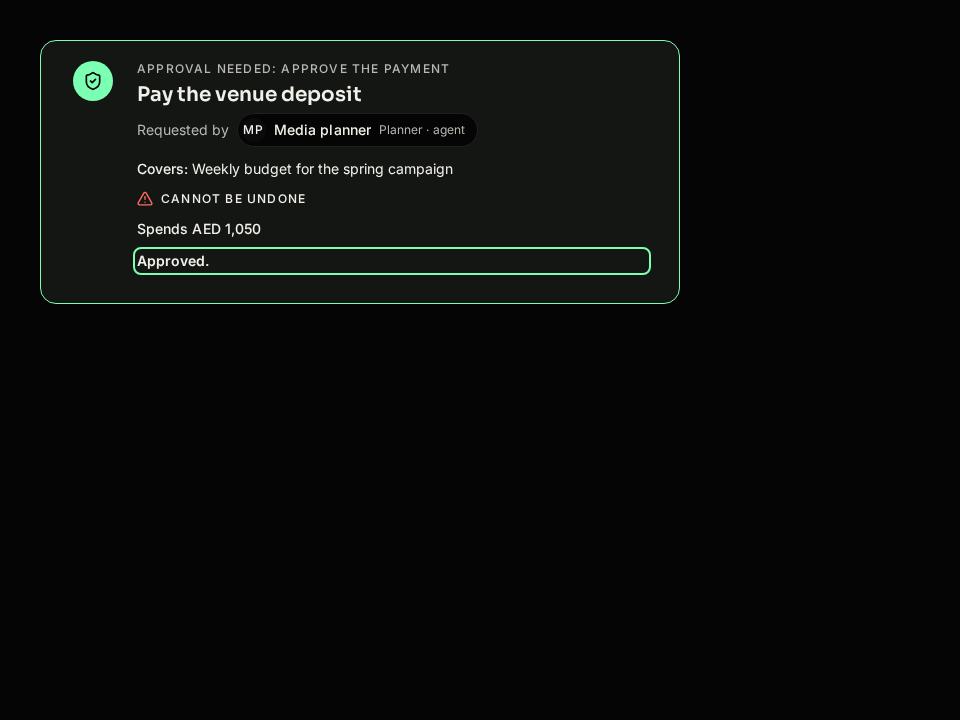 APPROVAL NEEDED: APPROVE THE PAYMENT
Pay the venue deposit
Requested by MP Media planner Planner · agent
Covers: Weekly budget for the spring campaign
CANNOT BE UNDONE
Spends AED 1,050
Approved.